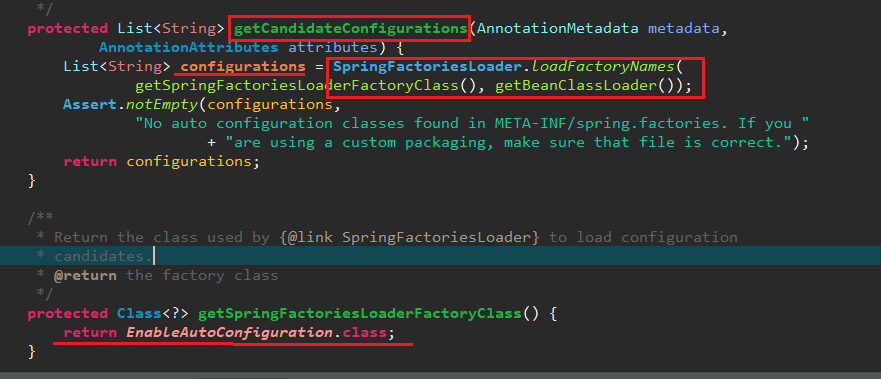 */
protected List<String> getCandidateConfigurations(AnnotationMetadata metadata,
AnnotationAttributes attributes) {
List<String> configurations = SpringFactoriesLoader.loadFactoryNames(
getSpringFactoriesLoaderFactoryClass(), getBeanClassLoader());
Assert.notEmpty(configurations,
"No auto configuration classes found in META-INF/spring.factories. If you "
+ "are using a custom packaging, make sure that file is correct.");
return configurations;
}
/**
* Return the class used by {@link SpringFactoriesLoader} to load configuration
* candidates.
* @return the factory class
*/
protected Class<?> getSpringFactoriesLoaderFactoryClass() {
return EnableAutoConfiguration.class;
}